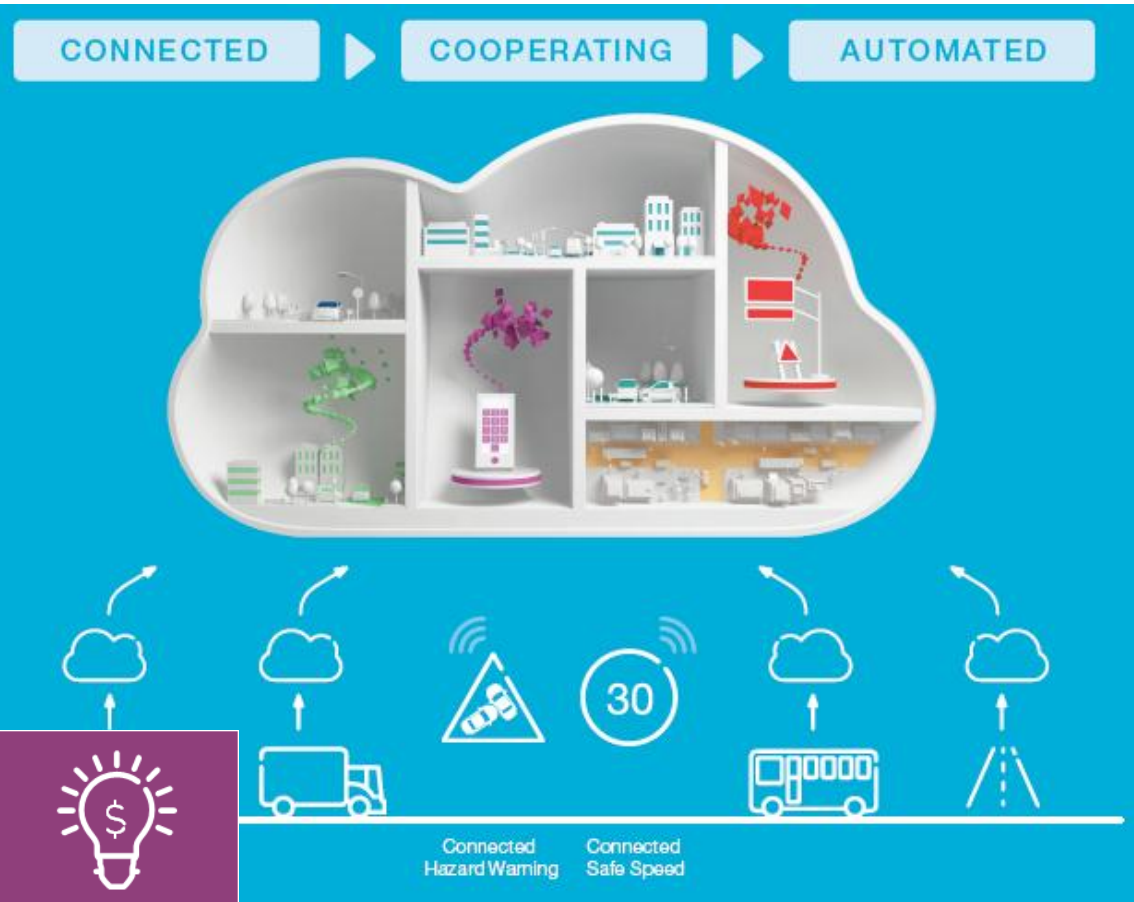 CONNECTED
COOPERATING
AUTOMATED
30
$
Connected
Hazard Warning
Connected
Safe Speed